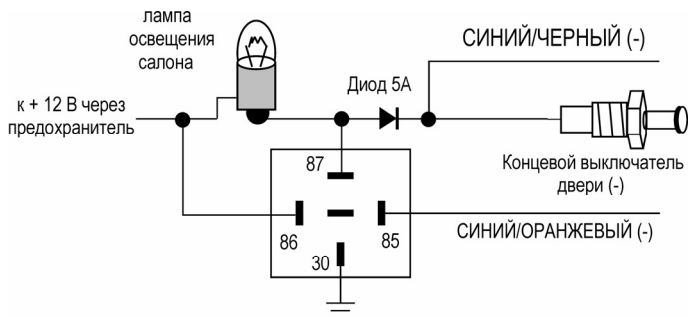 лампа
освещения
салона
СИНИЙ/ЧЕРНЫЙ (-)
Диод 5А
к + 12 В через
предохранитель
Концевой выключатель
двери (-)
87
86
85
30
СИНИЙ/ОРАНЖЕВЫЙ (-)